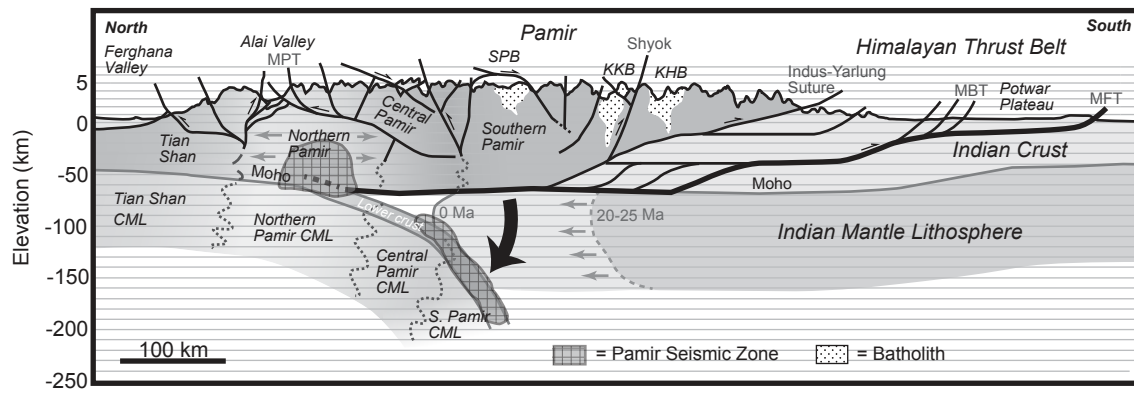 North
South
Pamir
Himalayan Thrust Belt
Ferghana
Valley
Alai Valley
MPT
SPB
Shyok
KKB
KHB
Indus-Yarlung
Suture
MBT
Potwar
Plateau
MFT
Elevation (km)
5
0
-50
-100
-150
-200
-250
Tian
Shan
Northern
Pamir
Central
Pamir
Southern
Pamir
Indian Crust
Moho
Moho
Tian Shan
CML
Northern
Pamir CML
Lower crust
0 Ma
20-25 Ma
Indian Mantle Lithosphere
Central
Pamir
CML
S. Pamir
CML
100 km
= Pamir Seismic Zone
= Batholith